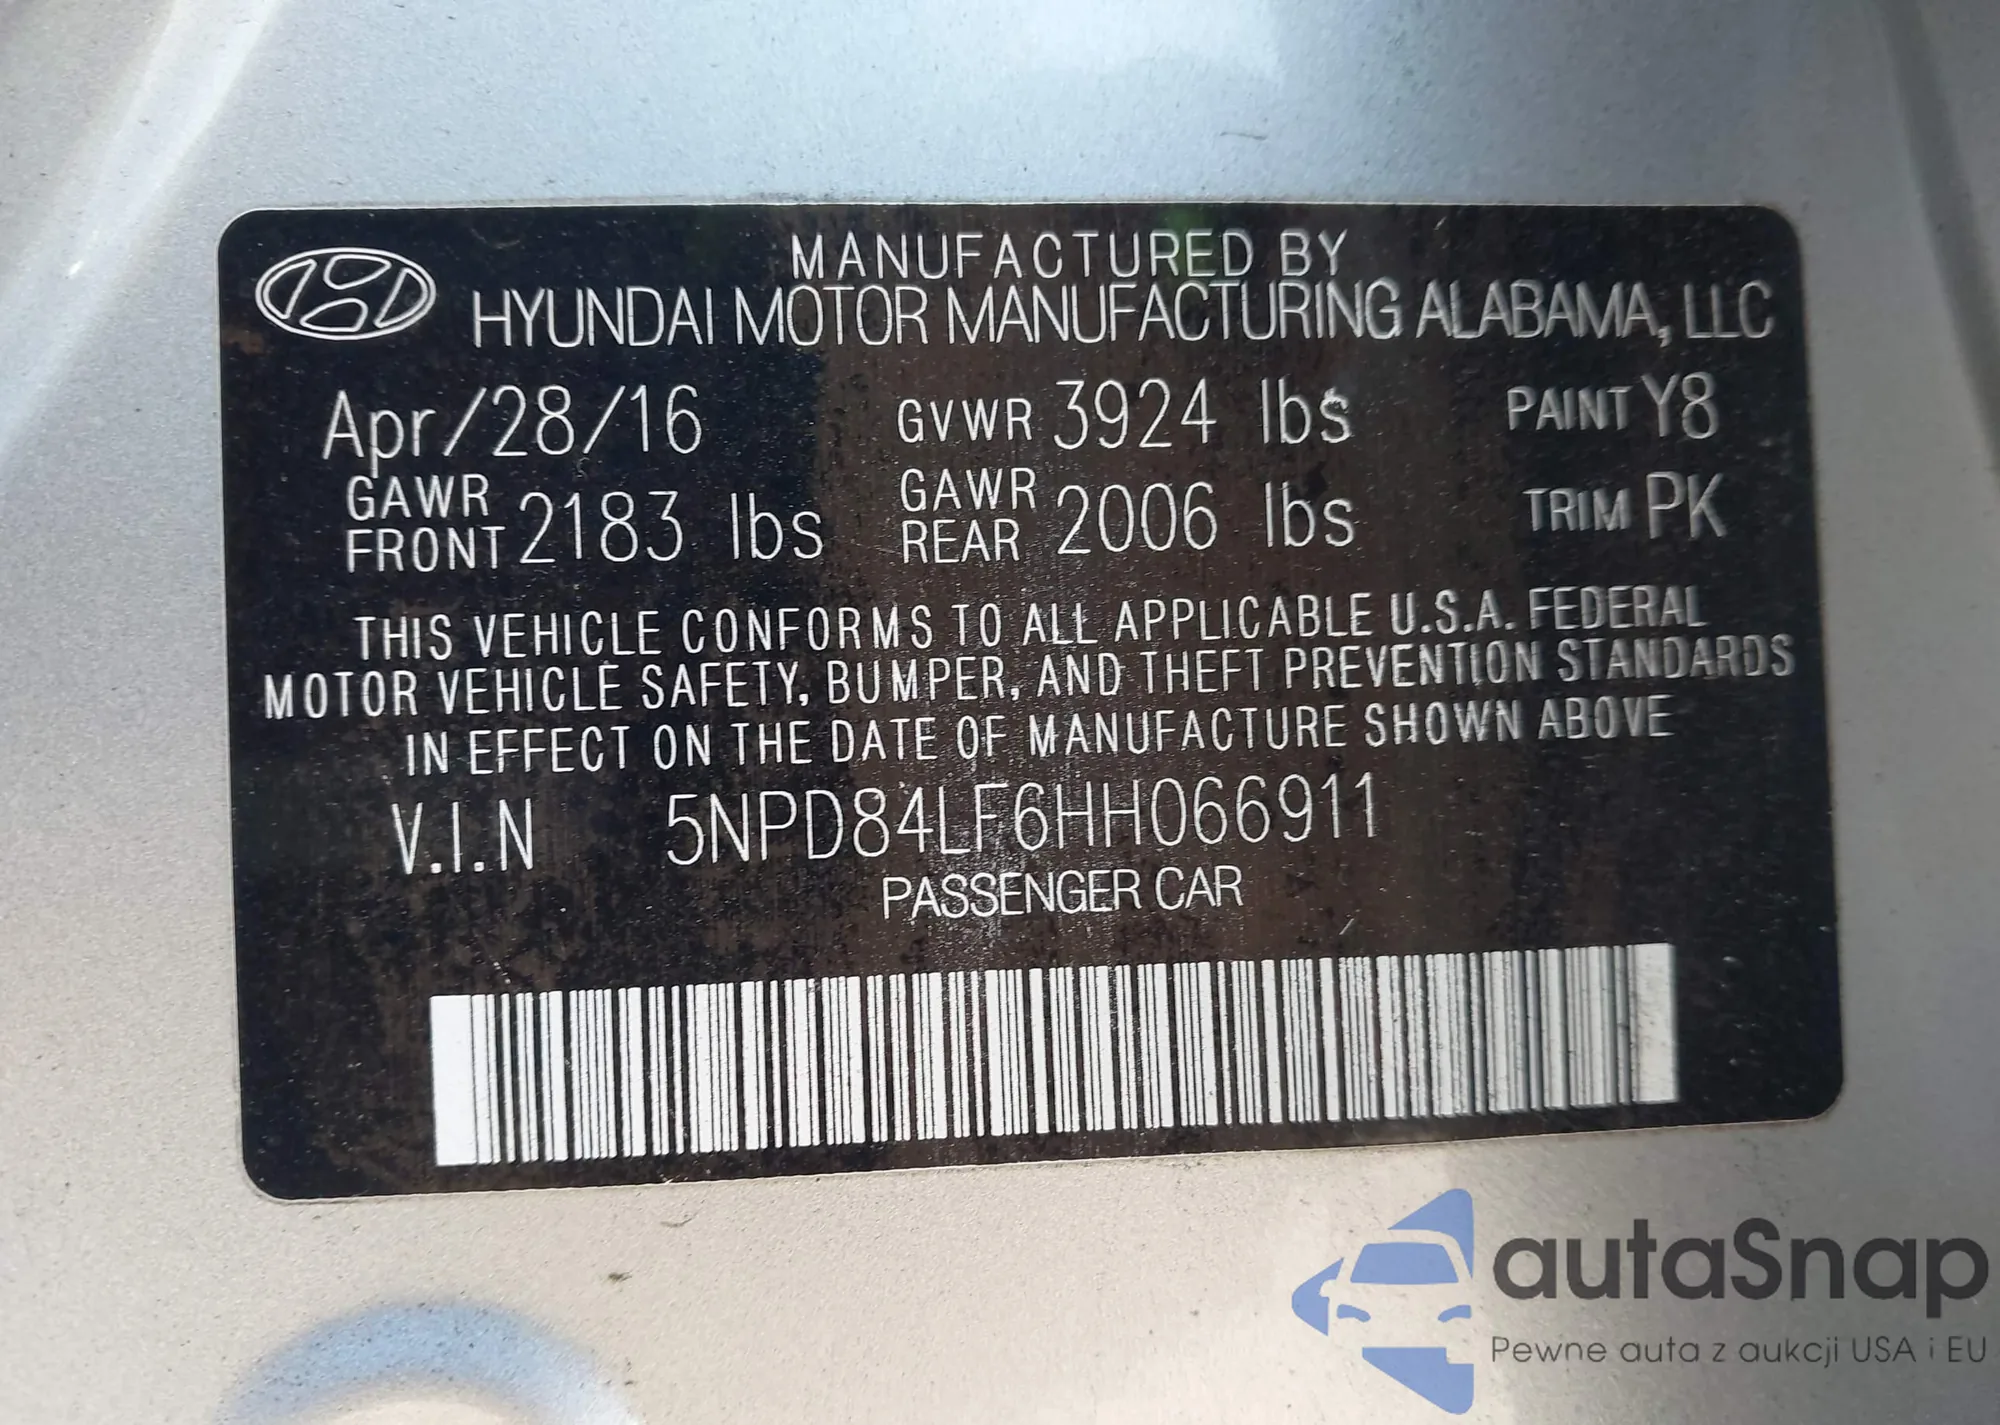 MANUFACTURED BY
HYUNDAI MOTOR MANUFACTURING ALABAMA, LLC
Apr/28/16 GVWR 3924 lbs PAINT Y8
GAWR FRONT 2183 lbs GAWR REAR 2006 lbs TRIM PK
THIS VEHICLE CONFORMS TO ALL APPLICABLE U.S.A. FEDERAL
MOTOR VEHICLE SAFETY, BUMPER, AND THEFT PREVENTION STANDARDS
IN EFFECT ON THE DATE OF MANUFACTURE SHOWN ABOVE
V.I.N 5NPD84LF6HH066911
PASSENGER CAR
autaSnap
Pewne auta z aukcji USA i EU